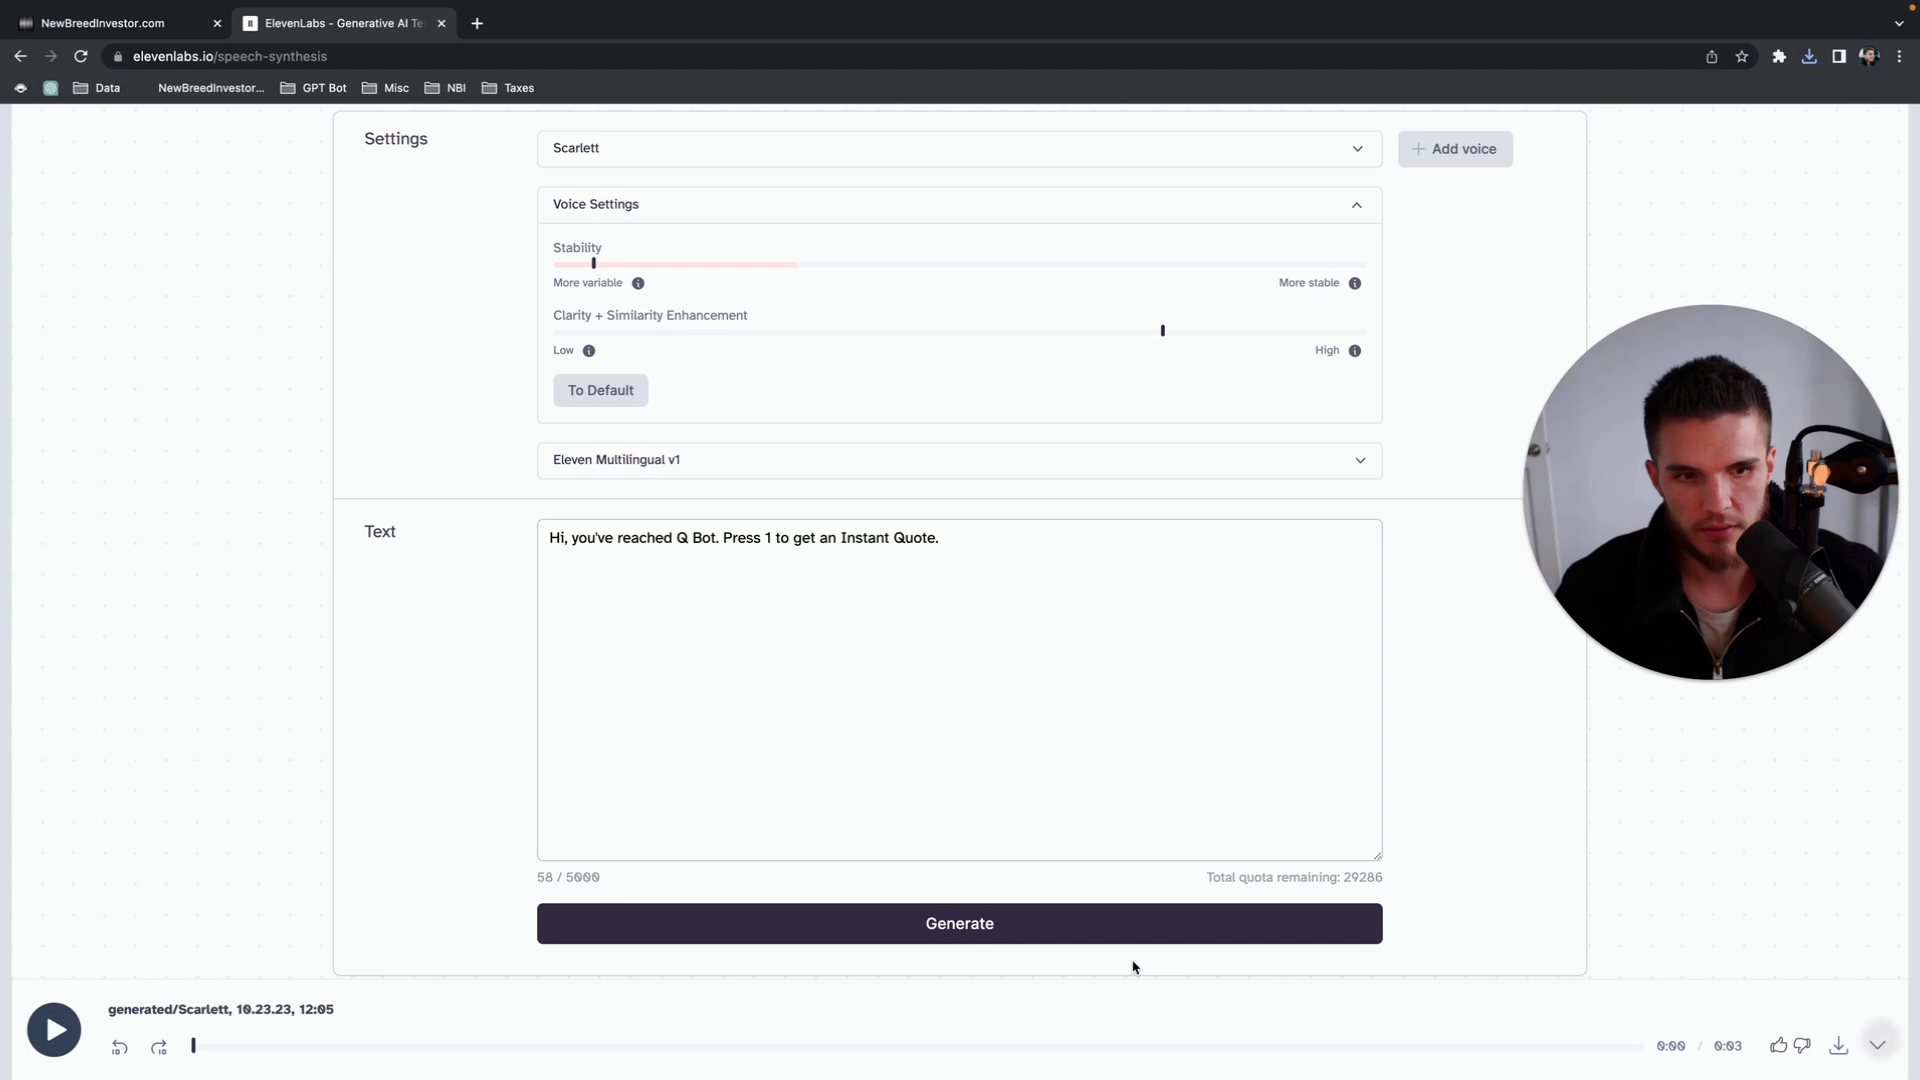 NewBreedInvestor.com
ElevenLabs - Generative AI Te
elevenlabs.io/speech-synthesis
Data
NewBreedInvestor...
GPT Bot
Misc
NBI
Taxes
Settings
Scarlett
Add voice
Voice Settings
Stability
More variable
More stable
Clarity + Similarity Enhancement
Low
High
To Default
Eleven Multilingual v1
Text
Hi, you've reached Q Bot. Press 1 to get an Instant Quote.
58 / 5000
Total quota remaining: 29286
Generate
generated/Scarlett, 10.23.23, 12:05
10
10
0:00 / 0:03